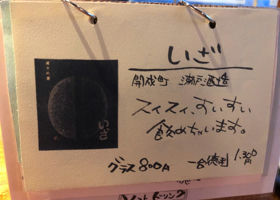 いざ
開成町 瀬戸酒造
スイスイ、すいすい
飲めちゃいます。
グラス800円 一合徳利1,300円
いざ